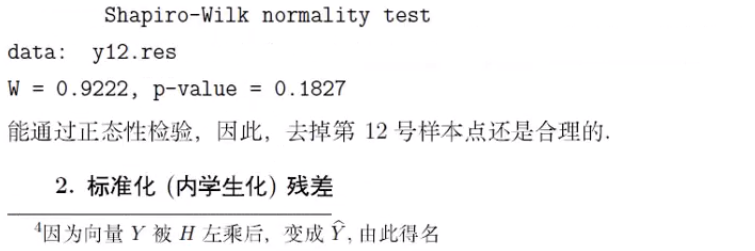 Shapiro-Wilk normality test
data: y12.res
W = 0.9222, p-value = 0.1827
能通过正态性检验, 因此, 去掉第 12 号样本点还是合理的.
2. 标准化 (内学生化) 残差
⁴因为向量 Y 被 H 左乘后, 变成 Ŷ, 由此得名